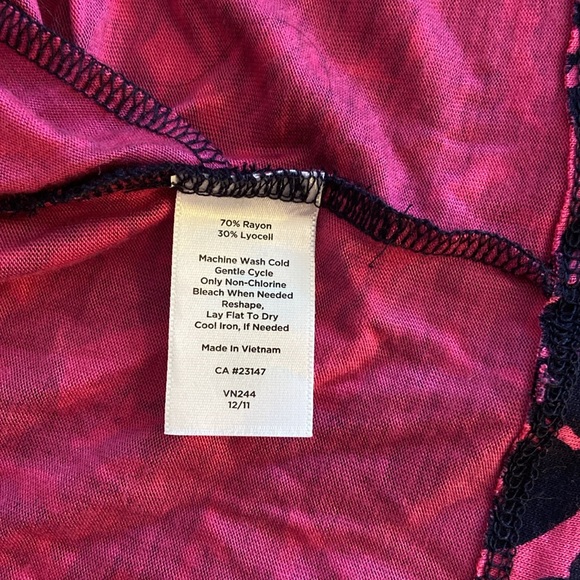 70% Rayon
30% Lyocell
Machine Wash Cold
Gentle Cycle
Only Non-Chlorine
Bleach When Needed
Reshape,
Lay Flat To Dry
Cool Iron, if Needed
Made In Vietnam
CA #23147
VN244
12/11